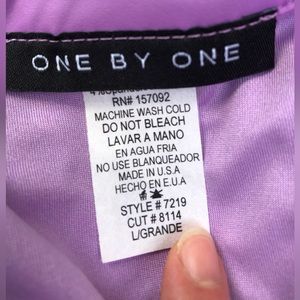 ONE BY ONE
RN# 157092
MACHINE WASH COLD
DO NOT BLEACH
LAVAR A MANO
EN AGUA FRIA
NO USE BLANQUEADOR
MADE IN U.S.A
HECHO EN E.U.A
STYLE # 7219
CUT # 8114
L/GRANDE